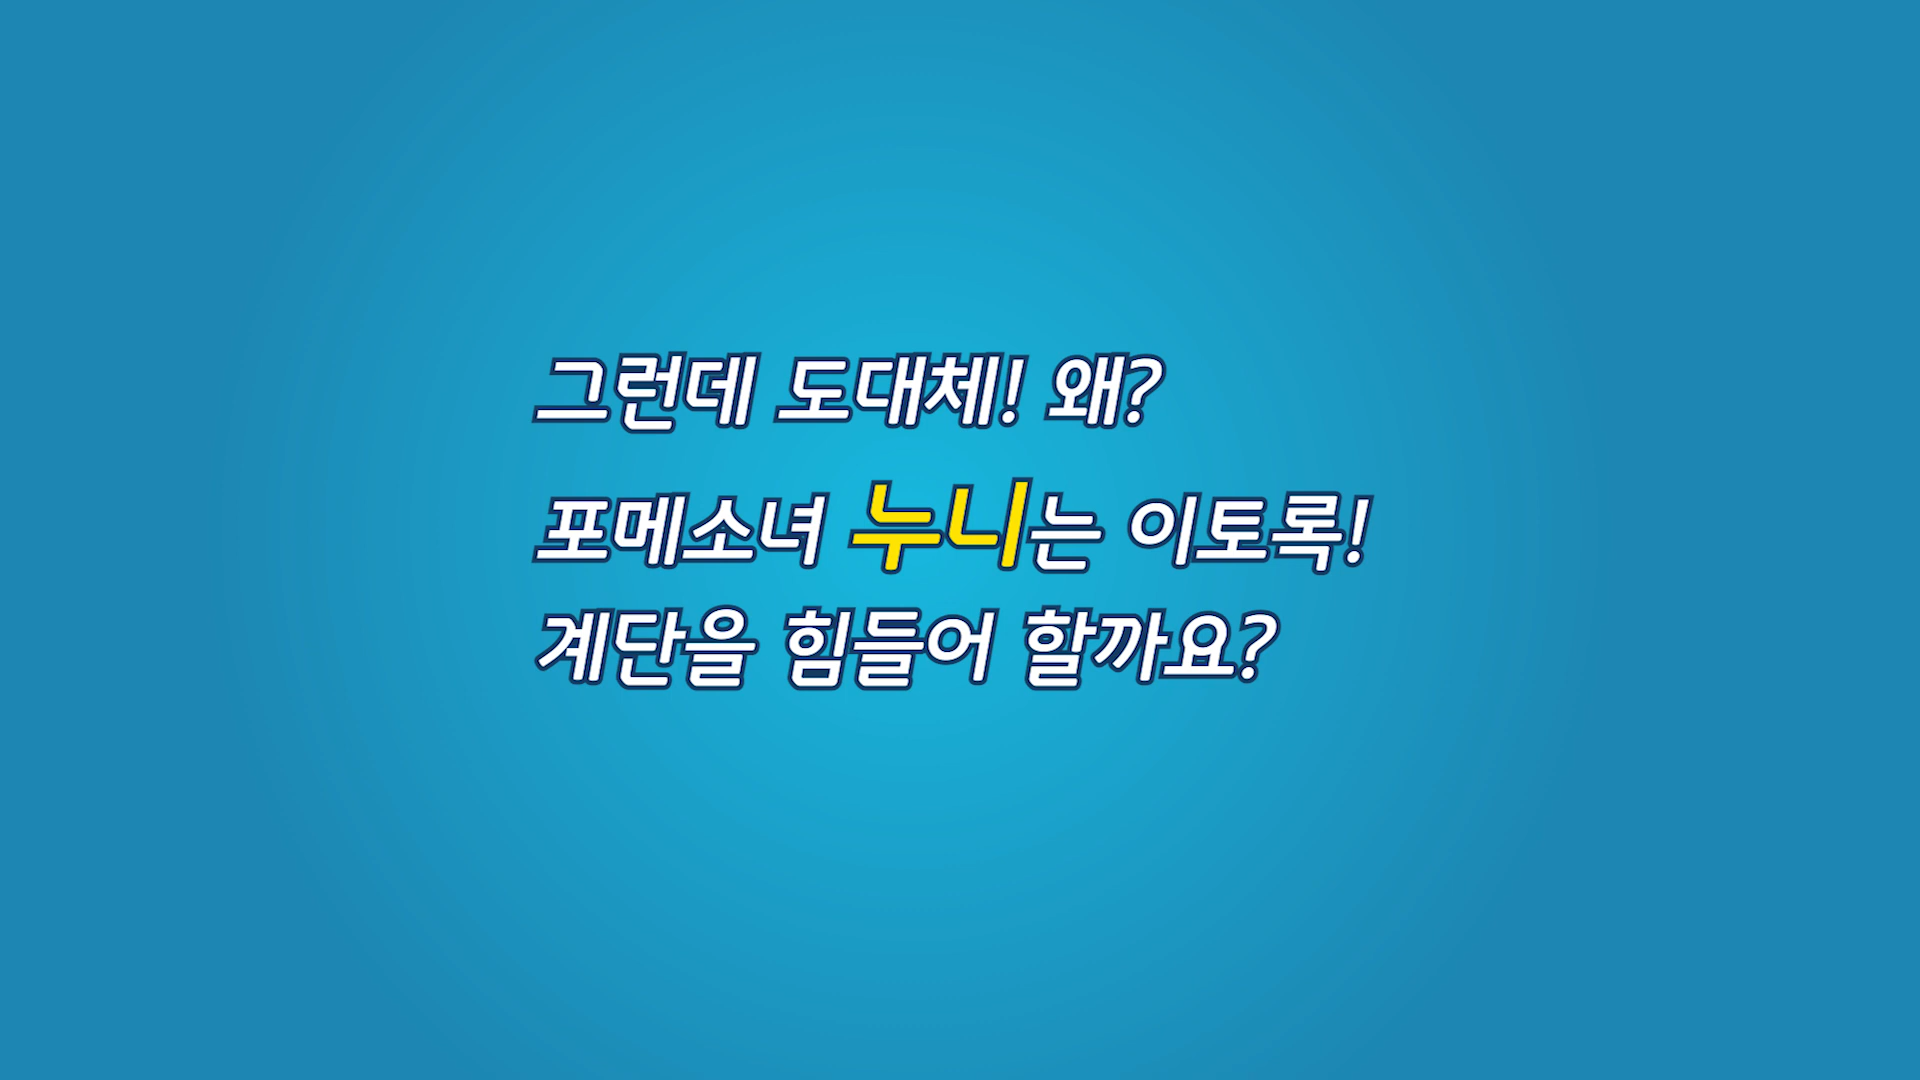 그런데 도대체! 왜?
포메소녀 누니는 이토록!
계단을 힘들어 할까요?